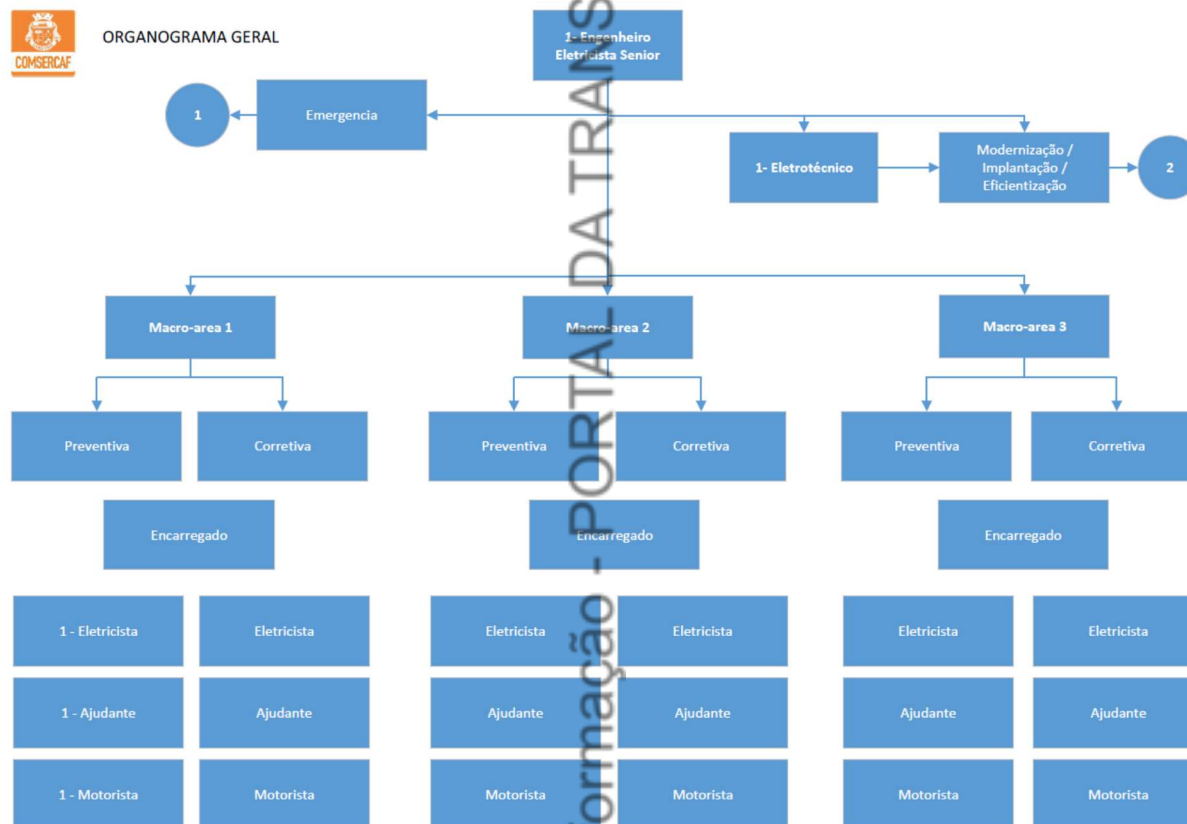 COMSERCAF
ORGANOGRAMA GERAL
1- Engenheiro
Eletricista Senior
1
Emergencia
1- Eletrotécnico
Modernização /
Implantação /
Eficientização
2
Macro-area 1
Macro-area 2
Macro-area 3
Preventiva
Corretiva
Preventiva
Corretiva
Preventiva
Corretiva
Encarregado
Encarregado
Encarregado
1 - Eletricista
Eletricista
Eletricista
Eletricista
Eletricista
Eletricista
1 - Ajudante
Ajudante
Ajudante
Ajudante
Ajudante
Ajudante
1 - Motorista
Motorista
Motorista
Motorista
Motorista
Motorista
- PORTAL DA